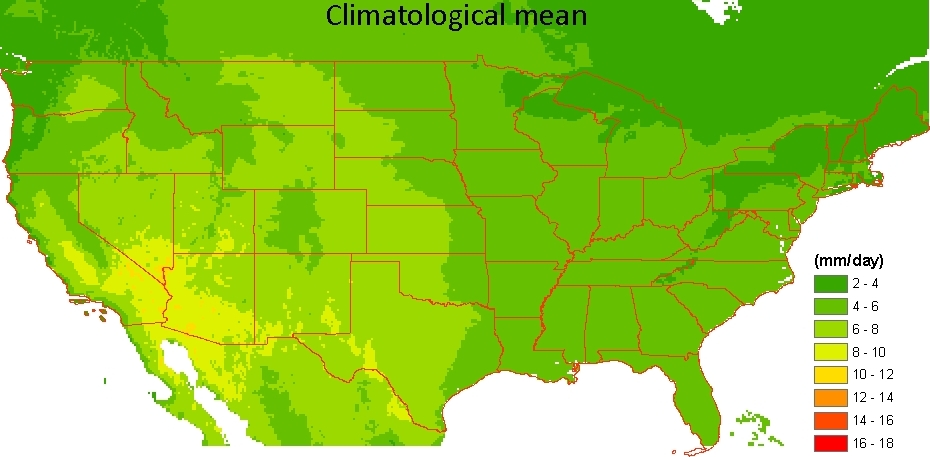 Climatological mean
(mm/day)
2 - 4
4 - 6
6 - 8
8 - 10
10 - 12
12 - 14
14 - 16
16 - 18